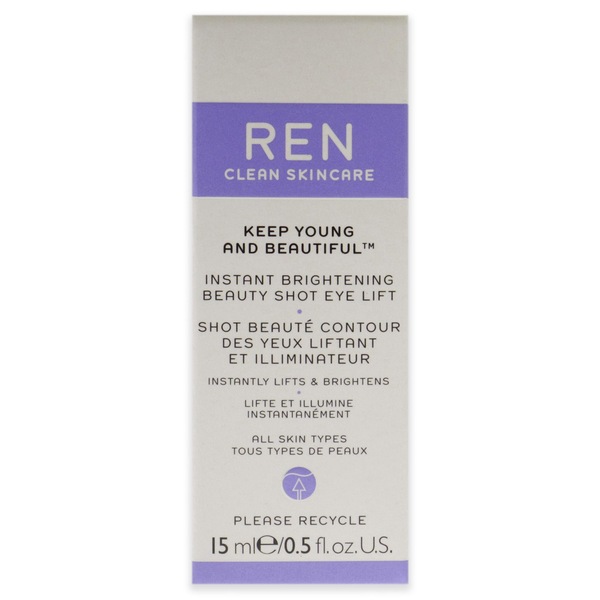 REN
CLEAN SKINCARE
KEEP YOUNG
AND BEAUTIFUL™
INSTANT BRIGHTENING
BEAUTY SHOT EYE LIFT
•
SHOT BEAUTÉ CONTOUR
DES YEUX LIFTANT
ET ILLIMINATEUR
INSTANTLY LIFTS & BRIGHTENS
•
LIFTE ET ILLUMINE
INSTANTANÉMENT
ALL SKIN TYPES
TOUS TYPES DE PEAUX
PLEASE RECYCLE
15 ml℮/0.5 fl.oz.U.S.